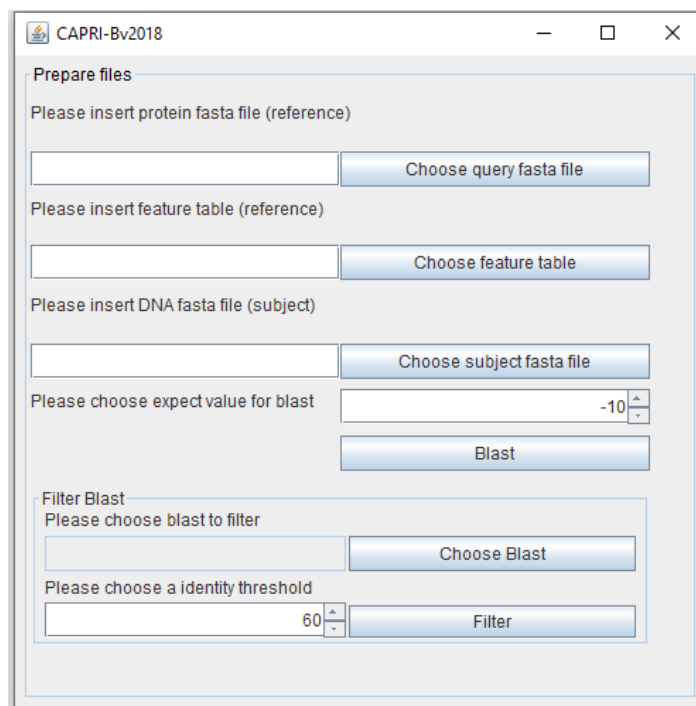 CAPRI-Bv2018
Prepare files
Please insert protein fasta file (reference)
Choose query fasta file
Please insert feature table (reference)
Choose feature table
Please insert DNA fasta file (subject)
Choose subject fasta file
Please choose expect value for blast
-10
Blast
Filter Blast
Please choose blast to filter
Choose Blast
Please choose a identity threshold
60
Filter